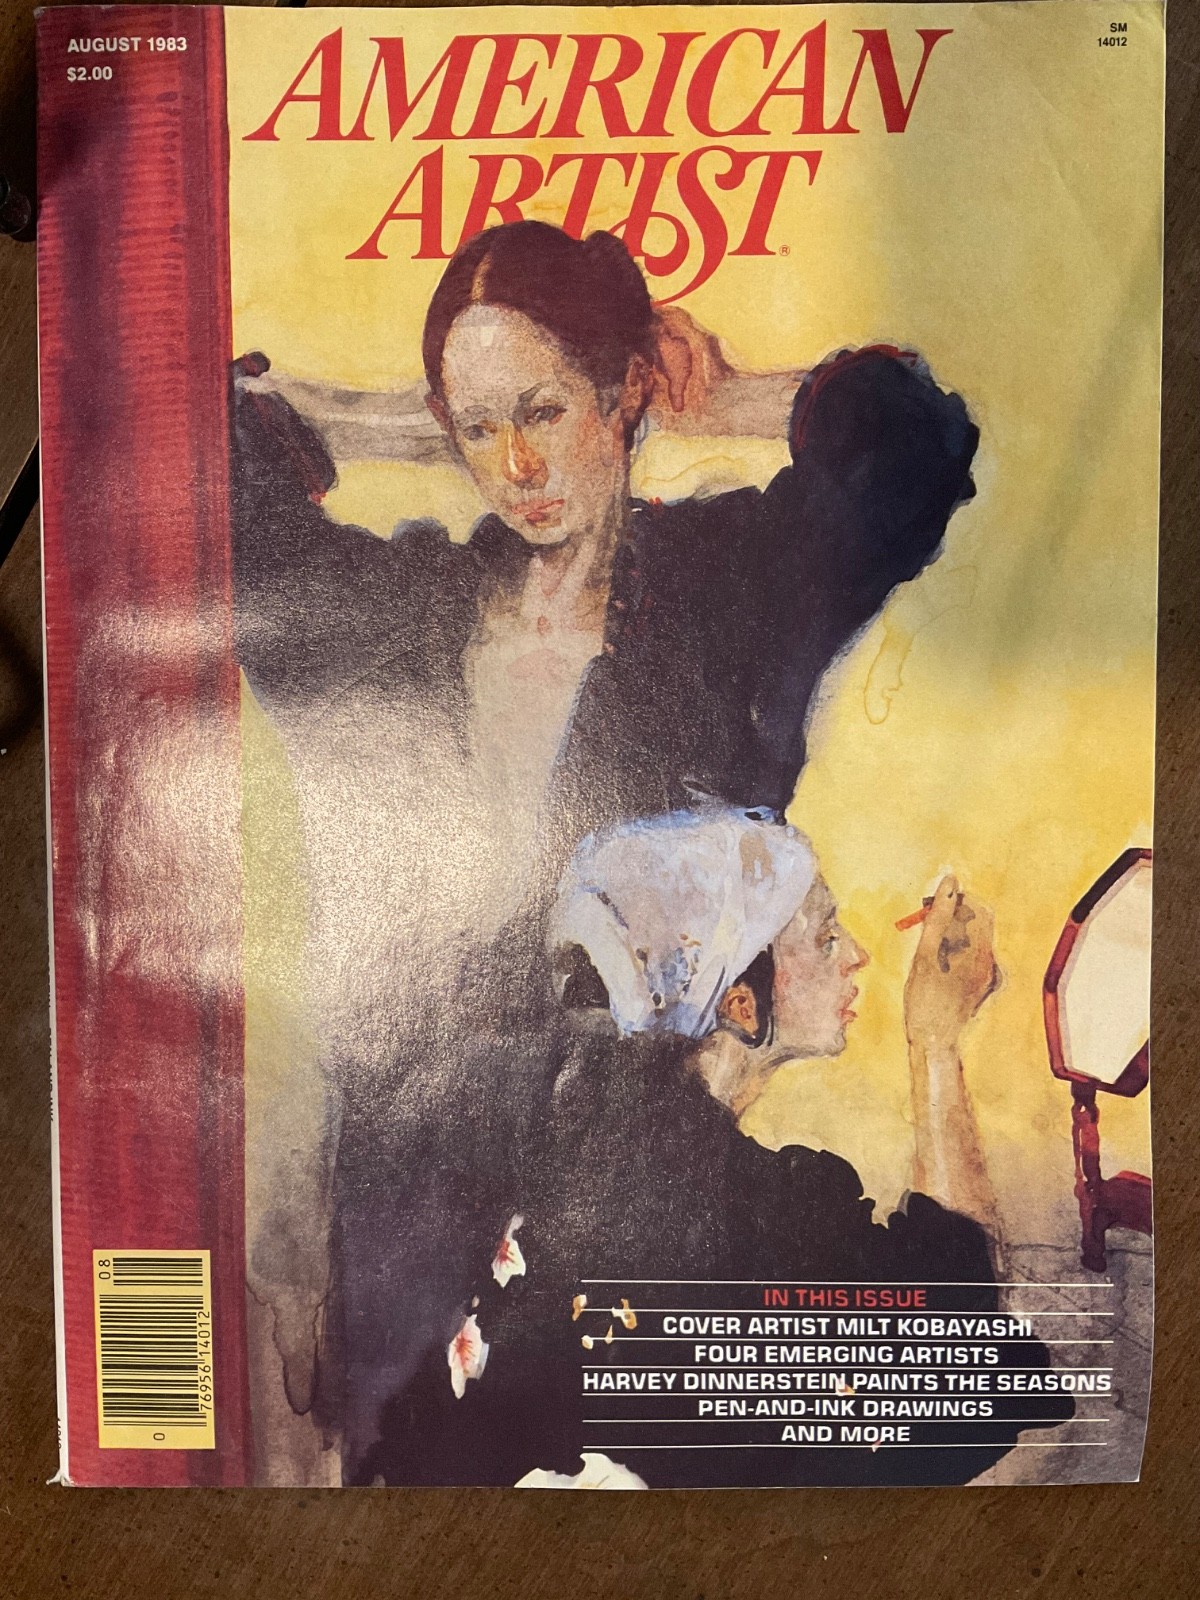 AUGUST 1983
$2.00
SM
14012
AMERICAN
ARTIST®
IN THIS ISSUE
COVER ARTIST MILT KOBAYASHI
FOUR EMERGING ARTISTS
HARVEY DINNERSTEIN PAINTS THE SEASONS
PEN-AND-INK DRAWINGS
AND MORE
08
0
76956 14012